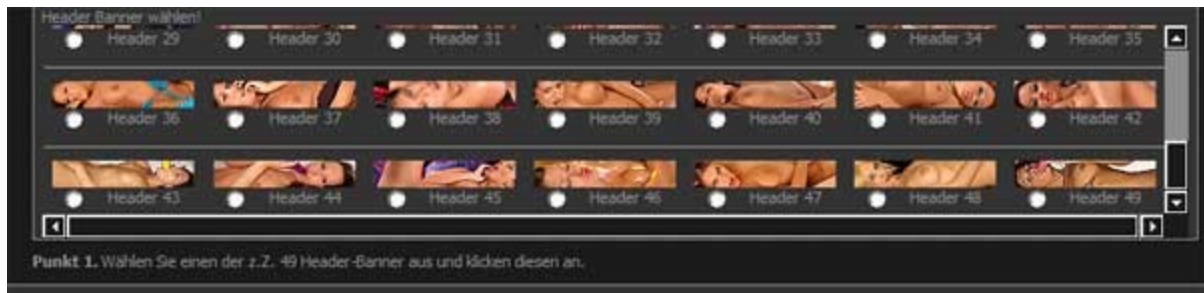 Header Banner wählen!
Header 29 Header 30 Header 31 Header 32 Header 33 Header 34 Header 35
Header 36 Header 37 Header 38 Header 39 Header 40 Header 41 Header 42
Header 43 Header 44 Header 45 Header 46 Header 47 Header 48 Header 49
Punkt 1. Wählen Sie einen der z.Z. 49 Header-Banner aus und klicken diesen an.